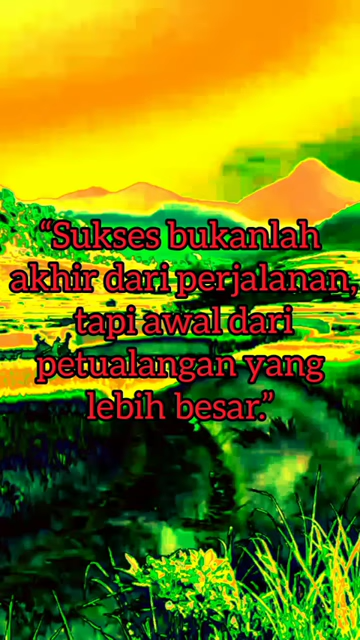 “Sukses bukanlah
akhir dari perjalanan,
tapi awal dari
petualangan yang
lebih besar.”